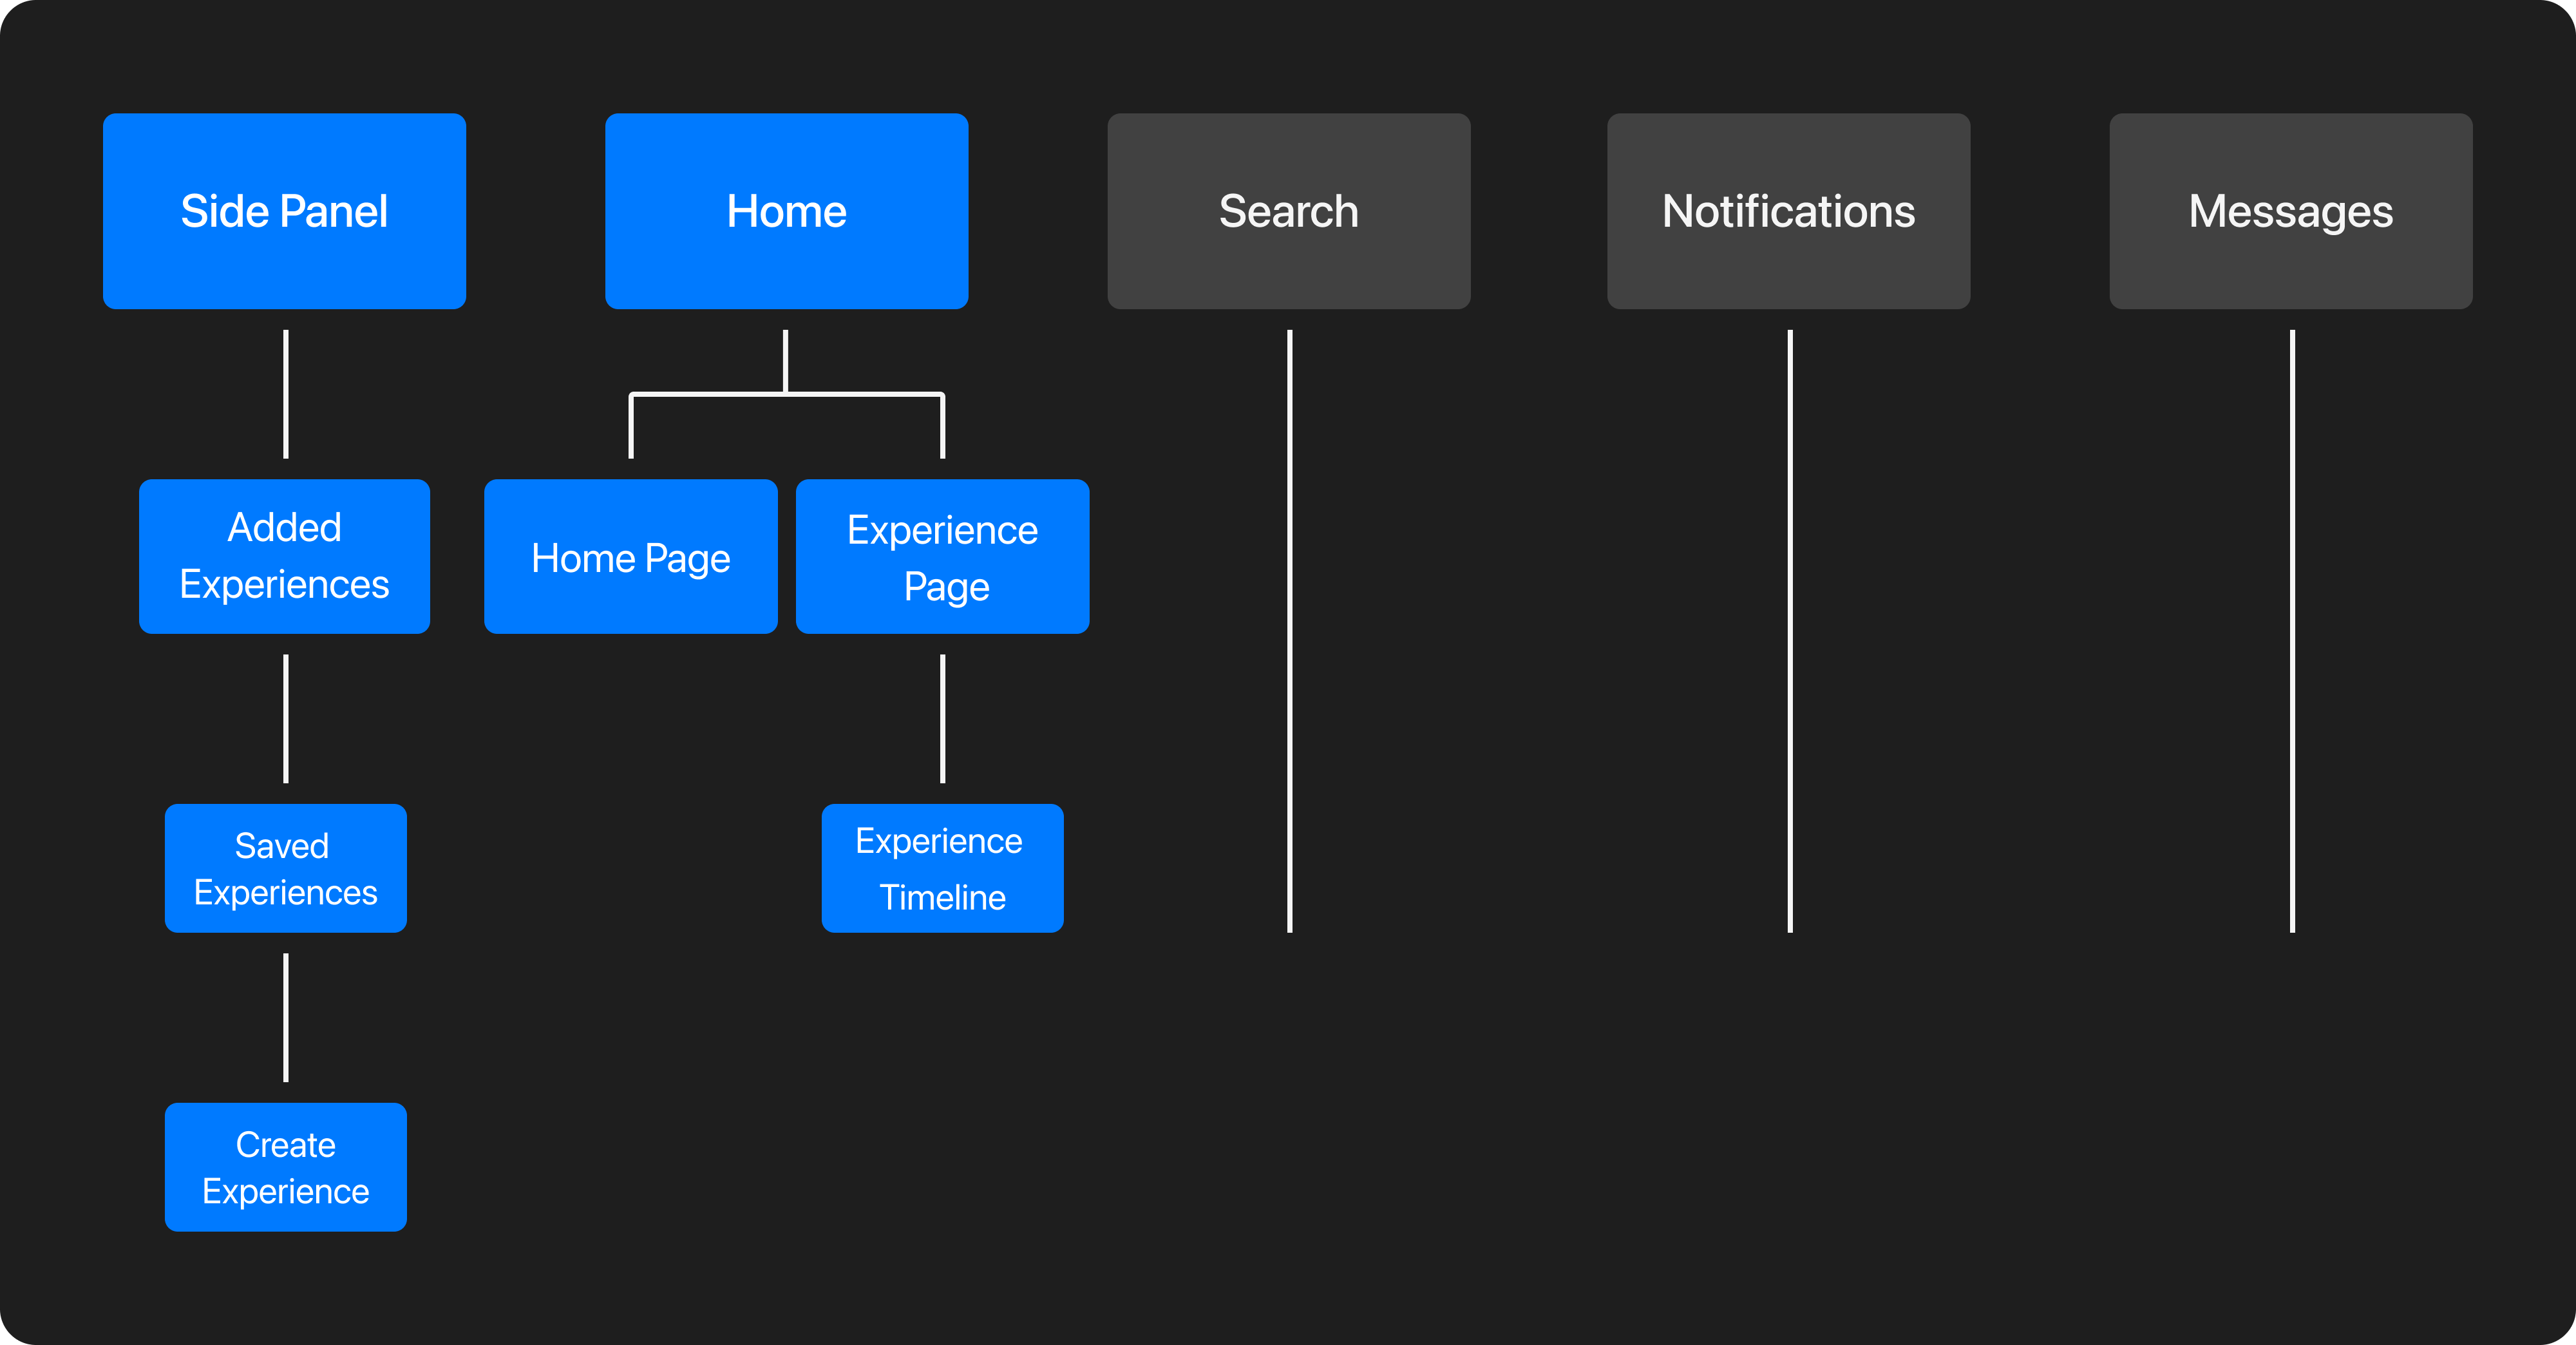 Side Panel
Home
Search
Notifications
Messages
Added
Experiences
Home Page
Experience
Page
Saved
Experiences
Experience
Timeline
Create
Experience